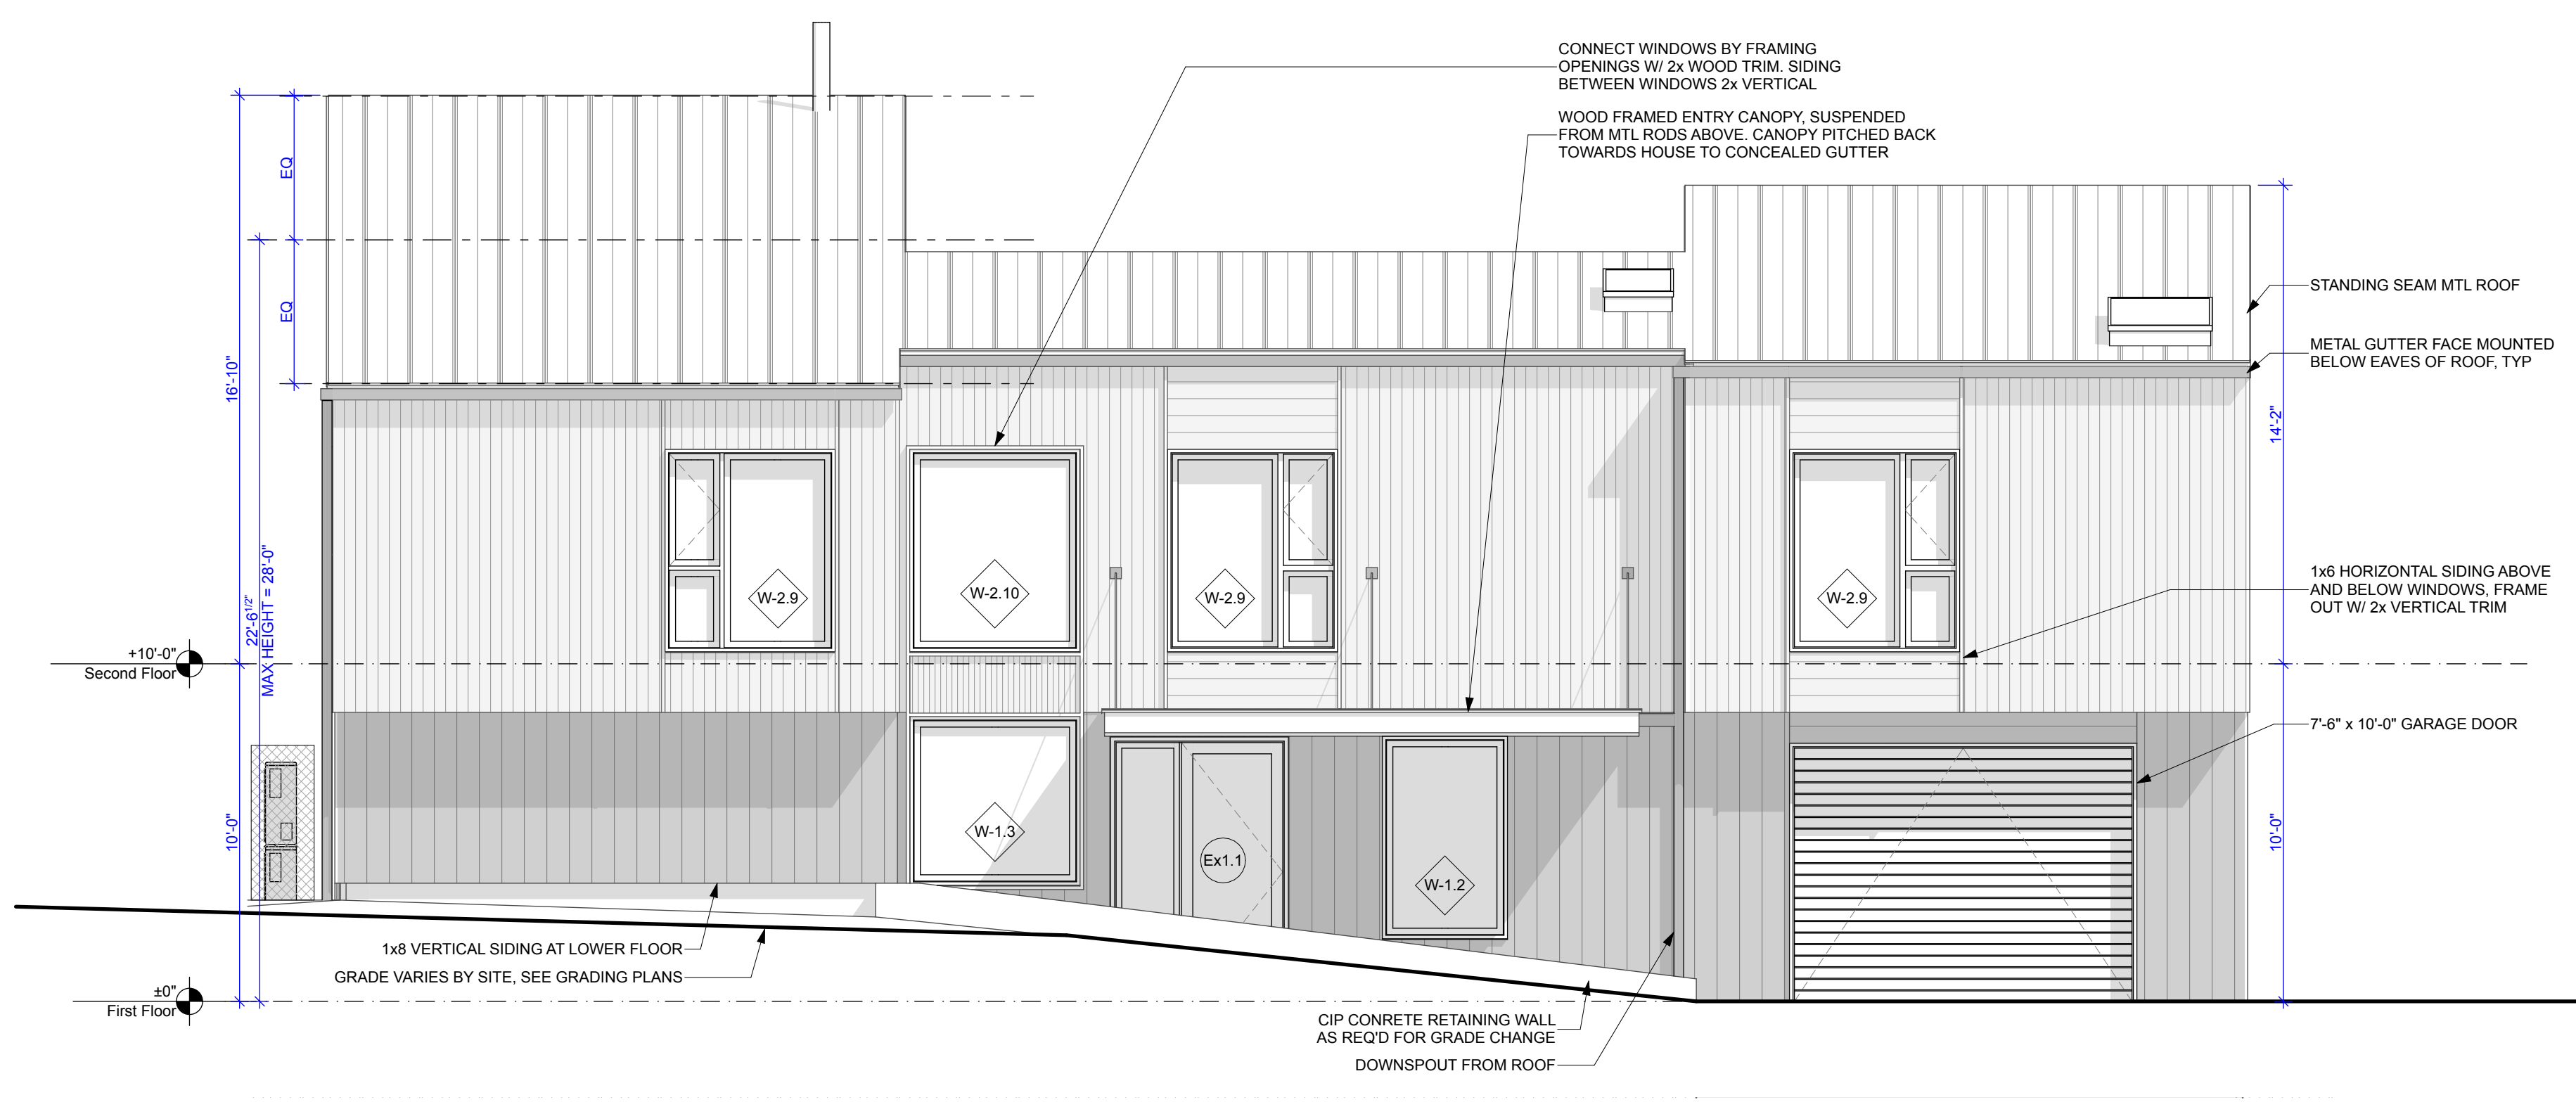 CONNECT WINDOWS BY FRAMING
OPENINGS W/ 2x WOOD TRIM. SIDING
BETWEEN WINDOWS 2x VERTICAL
WOOD FRAMED ENTRY CANOPY, SUSPENDED
FROM MTL RODS ABOVE. CANOPY PITCHED BACK
TOWARDS HOUSE TO CONCEALED GUTTER
EQ
EQ
16'-10"
22'-6 1/2"
MAX HEIGHT = 28'-0"
10'-0"
+10'-0"
Second Floor
±0"
First Floor
W-2.9
W-2.10
W-2.9
W-2.9
W-1.3
Ex1.1
W-1.2
14'-2"
10'-0"
STANDING SEAM MTL ROOF
METAL GUTTER FACE MOUNTED
BELOW EAVES OF ROOF, TYP
1x6 HORIZONTAL SIDING ABOVE
AND BELOW WINDOWS, FRAME
OUT W/ 2x VERTICAL TRIM
7'-6" x 10'-0" GARAGE DOOR
1x8 VERTICAL SIDING AT LOWER FLOOR
GRADE VARIES BY SITE, SEE GRADING PLANS
CIP CONRETE RETAINING WALL
AS REQ'D FOR GRADE CHANGE
DOWNSPOUT FROM ROOF